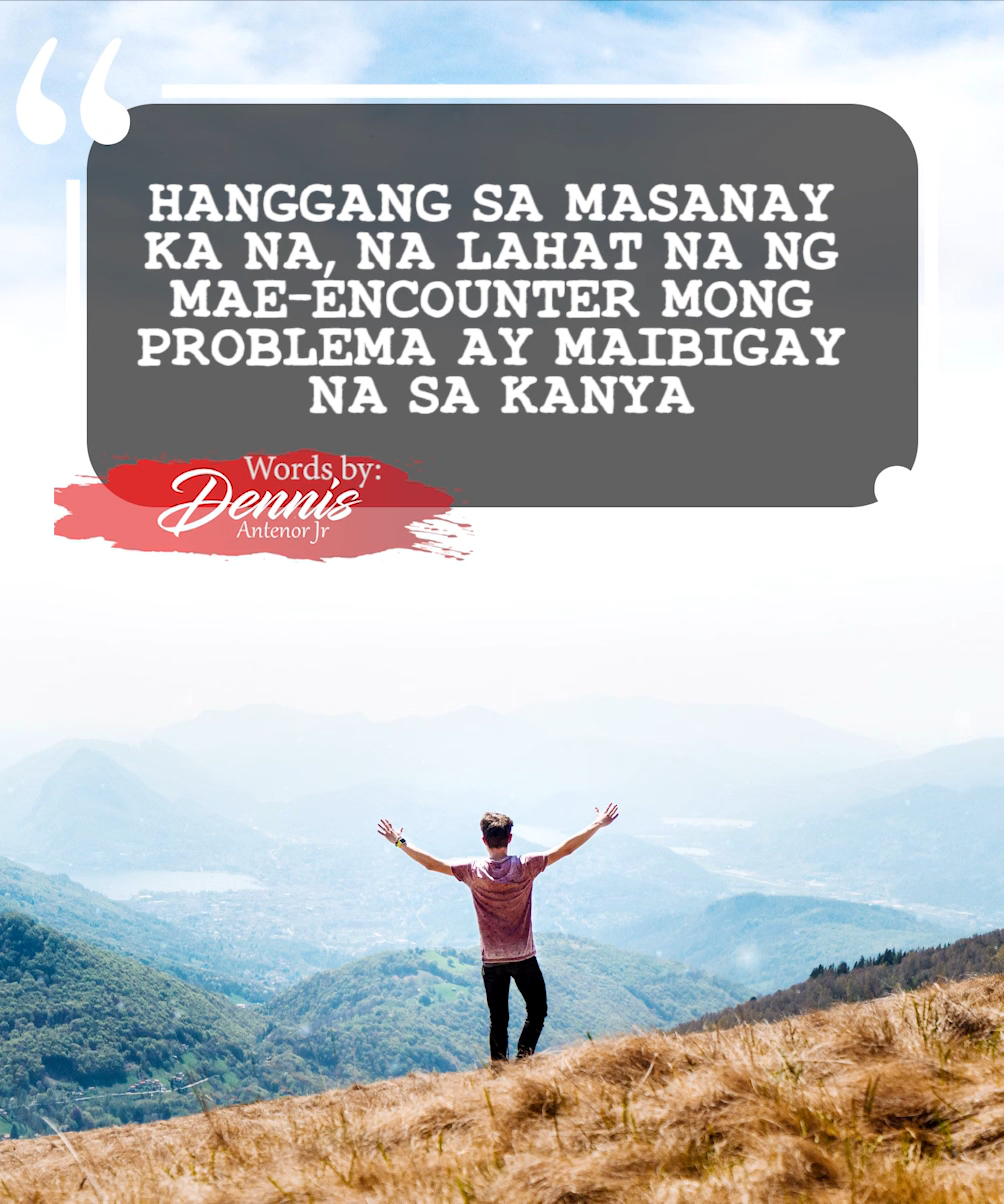 “
HANGGANG SA MASANAY
KA NA, NA LAHAT NA NG
MAE-ENCOUNTER MONG
PROBLEMA AY MAIBIGAY
NA SA KANYA
Words by:
Dennis
Antenor Jr